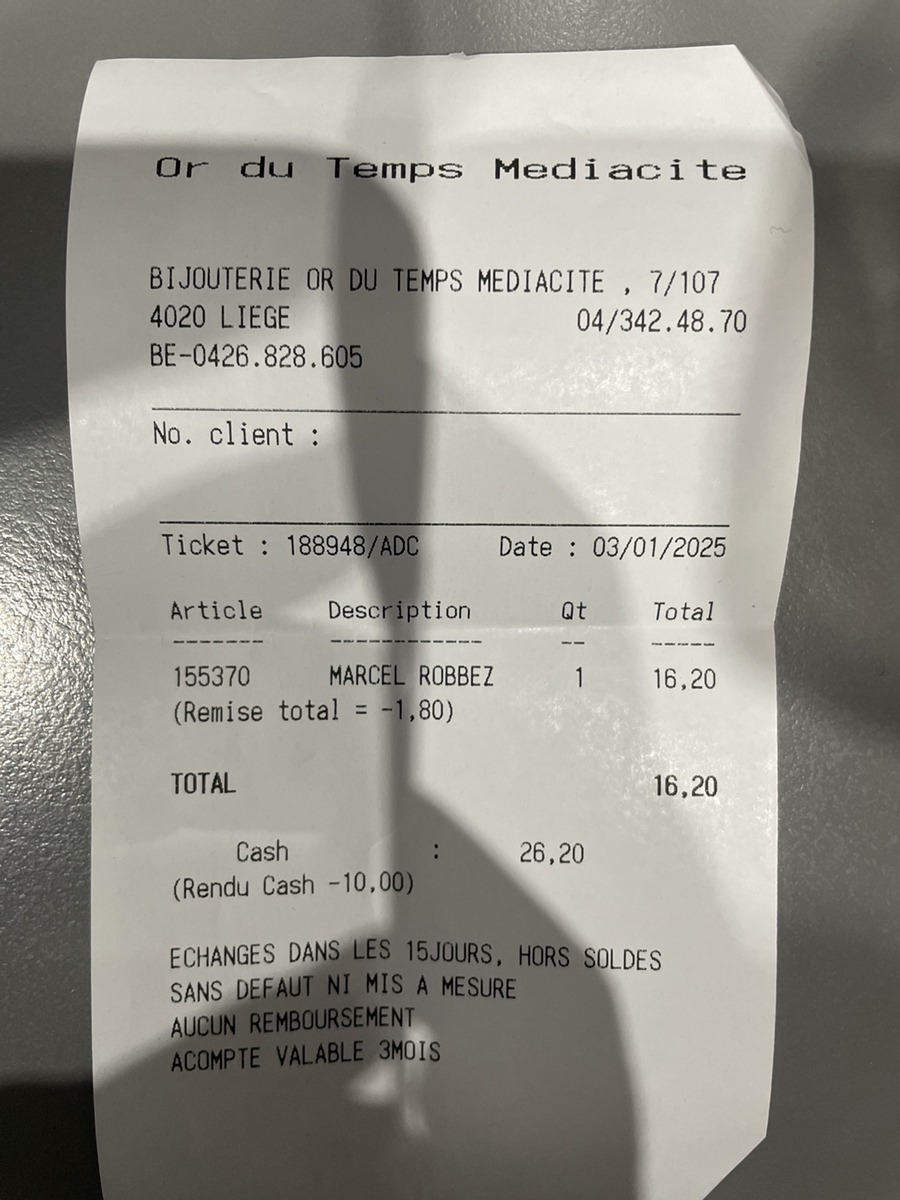 Or du Temps Mediacite
BIJOUTERIE OR DU TEMPS MEDIACITE , 7/107
4020 LIEGE 04/342.48.70
BE-0426.828.605
No. client :
Ticket : 188948/ADC Date : 03/01/2025
Article Description Qt Total
------- ------------ -- -----
155370 MARCEL ROBBEZ 1 16,20
(Remise total = -1,80)
TOTAL 16,20
Cash : 26,20
(Rendu Cash -10,00)
ECHANGES DANS LES 15JOURS, HORS SOLDES
SANS DEFAUT NI MIS A MESURE
AUCUN REMBOURSEMENT
ACOMPTE VALABLE 3MOIS